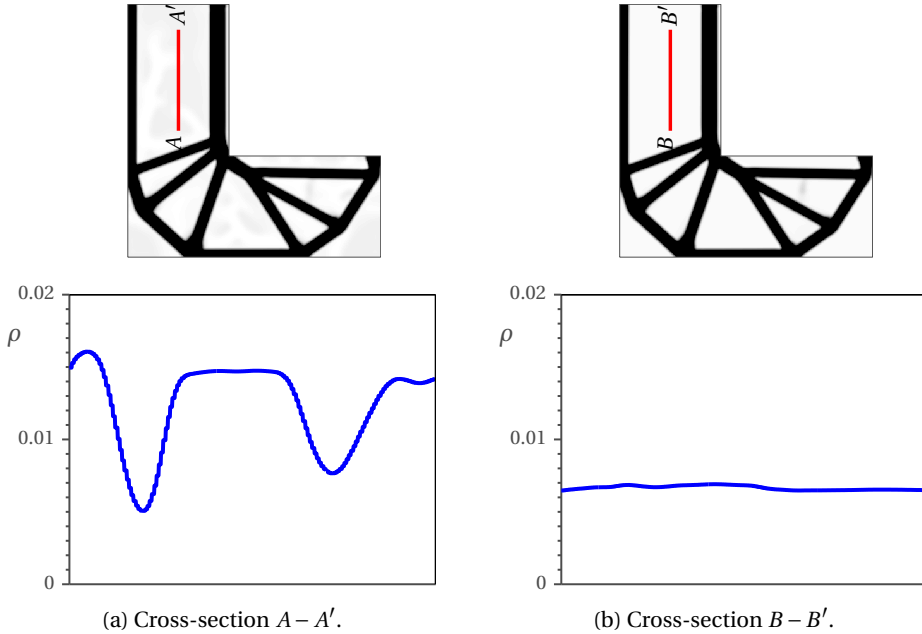 A′
A
B′
B
0.02
ρ
0.01
0
0.02
ρ
0.01
0
(a) Cross-section A − A′.
(b) Cross-section B − B′.